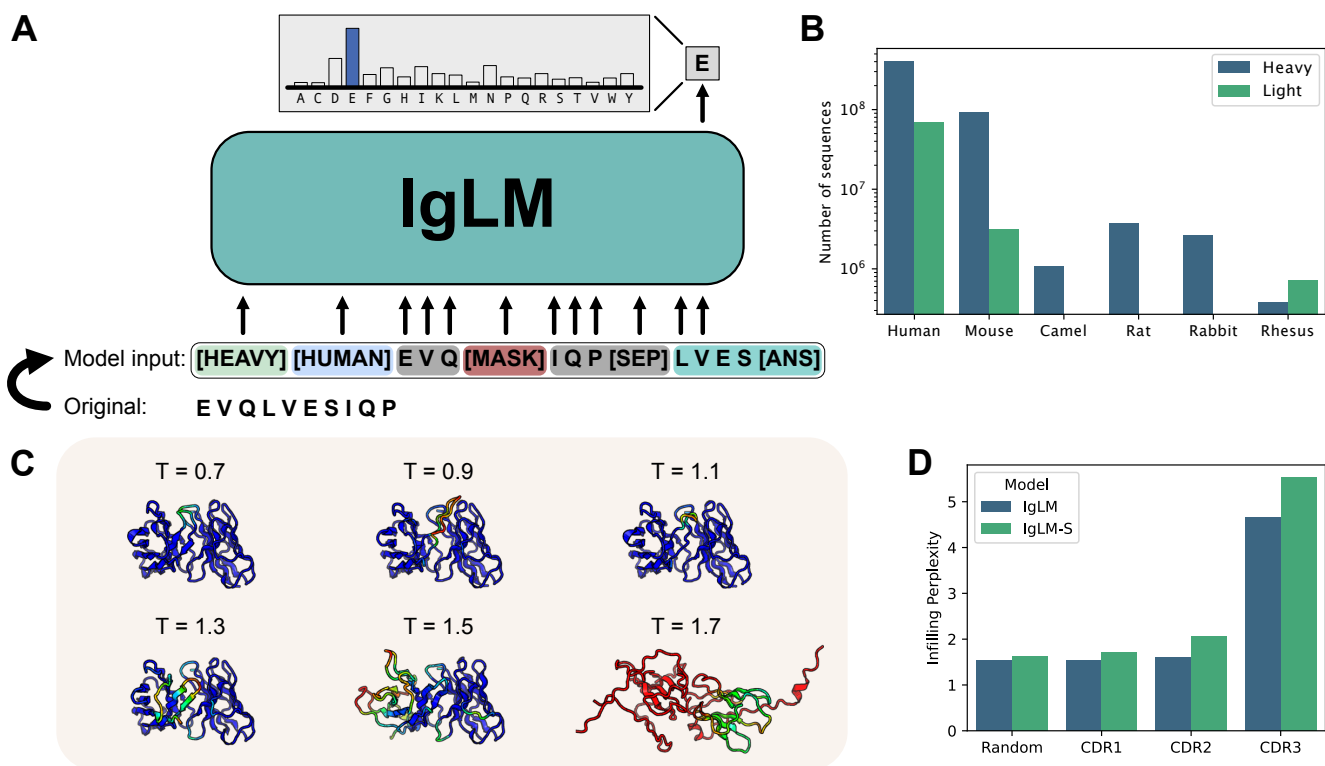 A
E
A C D E F G H I K L M N P Q R S T V W Y
IgLM
Model input: [HEAVY] [HUMAN] E V Q [MASK] I Q P [SEP] L V E S [ANS]
Original: E V Q L V E S I Q P
B
Heavy
Light
Number of sequences
10^8
10^7
10^6
Human Mouse Camel Rat Rabbit Rhesus
C
T = 0.7 T = 0.9 T = 1.1
T = 1.3 T = 1.5 T = 1.7
D
Model
IgLM
IgLM-S
Infilling Perplexity
5
4
3
2
1
0
Random CDR1 CDR2 CDR3